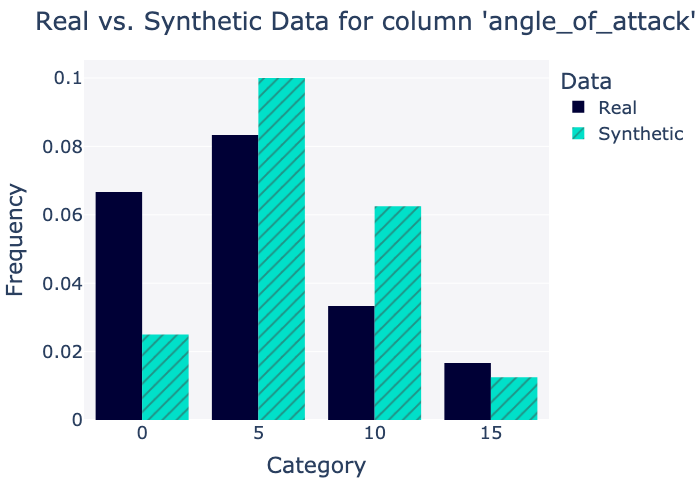 Real vs. Synthetic Data for column 'angle_of_attack'
Data
Real
Synthetic
Frequency
0.1
0.08
0.06
0.04
0.02
0
0 5 10 15
Category